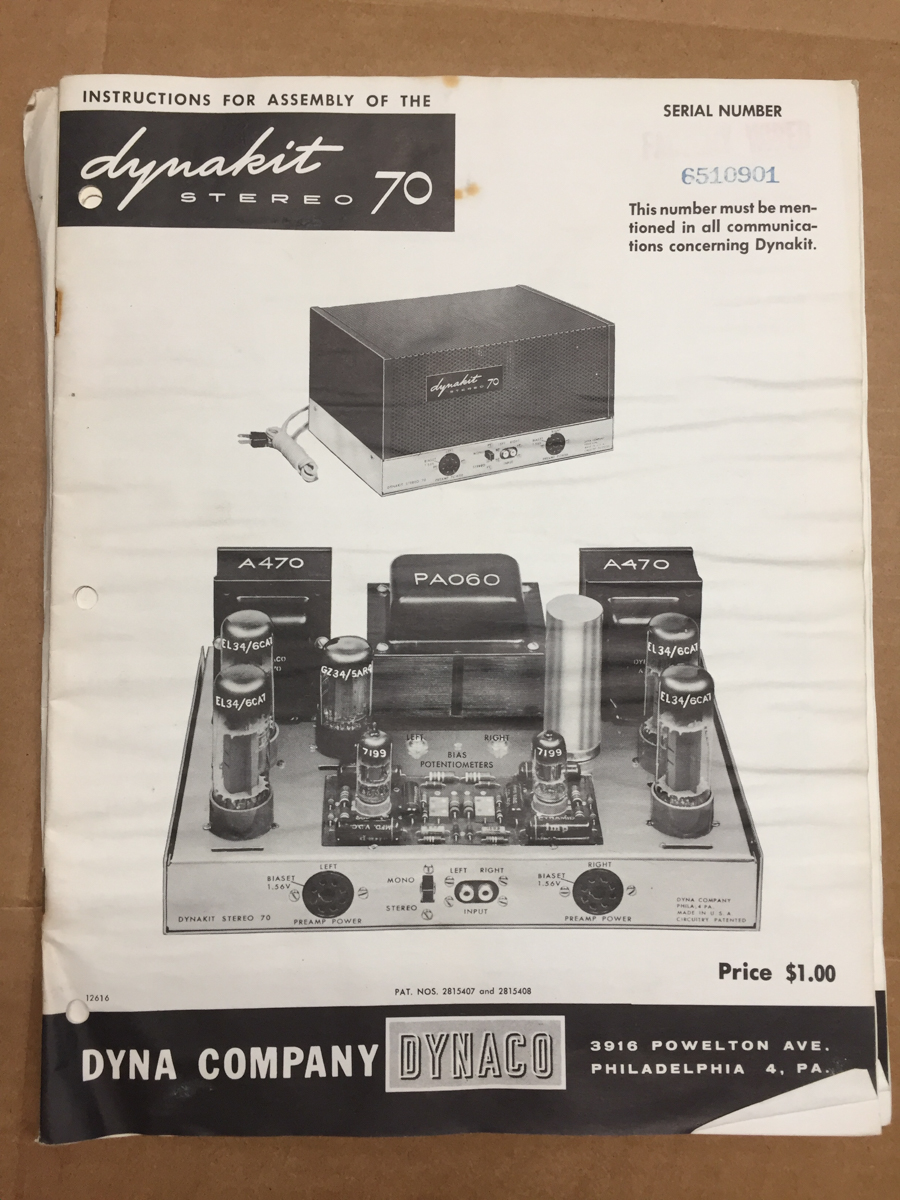 INSTRUCTIONS FOR ASSEMBLY OF THE
dynakit
STEREO 70
SERIAL NUMBER
6510901
This number must be men-
tioned in all communica-
tions concerning Dynakit.
dynakit
STEREO 70
A470
PA060
A470
EL34/6CA7
GZ34/5AR4
EL34/6CA7
EL34/6CA7
EL34/6CA7
LEFT
RIGHT
7199
7199
BIAS
POTENTIOMETERS
LEFT
BIASET
1.56V
PREAMP POWER
MONO
STEREO
LEFT RIGHT
INPUT
RIGHT
BIASET
1.56V
PREAMP POWER
DYNAKIT STEREO 70
DYNA COMPANY
PHILA. 4 PA.
MADE IN U.S.A
CIRCUITRY PATENTED
Price $1.00
12616
PAT. NOS. 2815407 and 2815408
DYNA COMPANY
DYNACO
3916 POWELTON AVE.
PHILADELPHIA 4, PA.